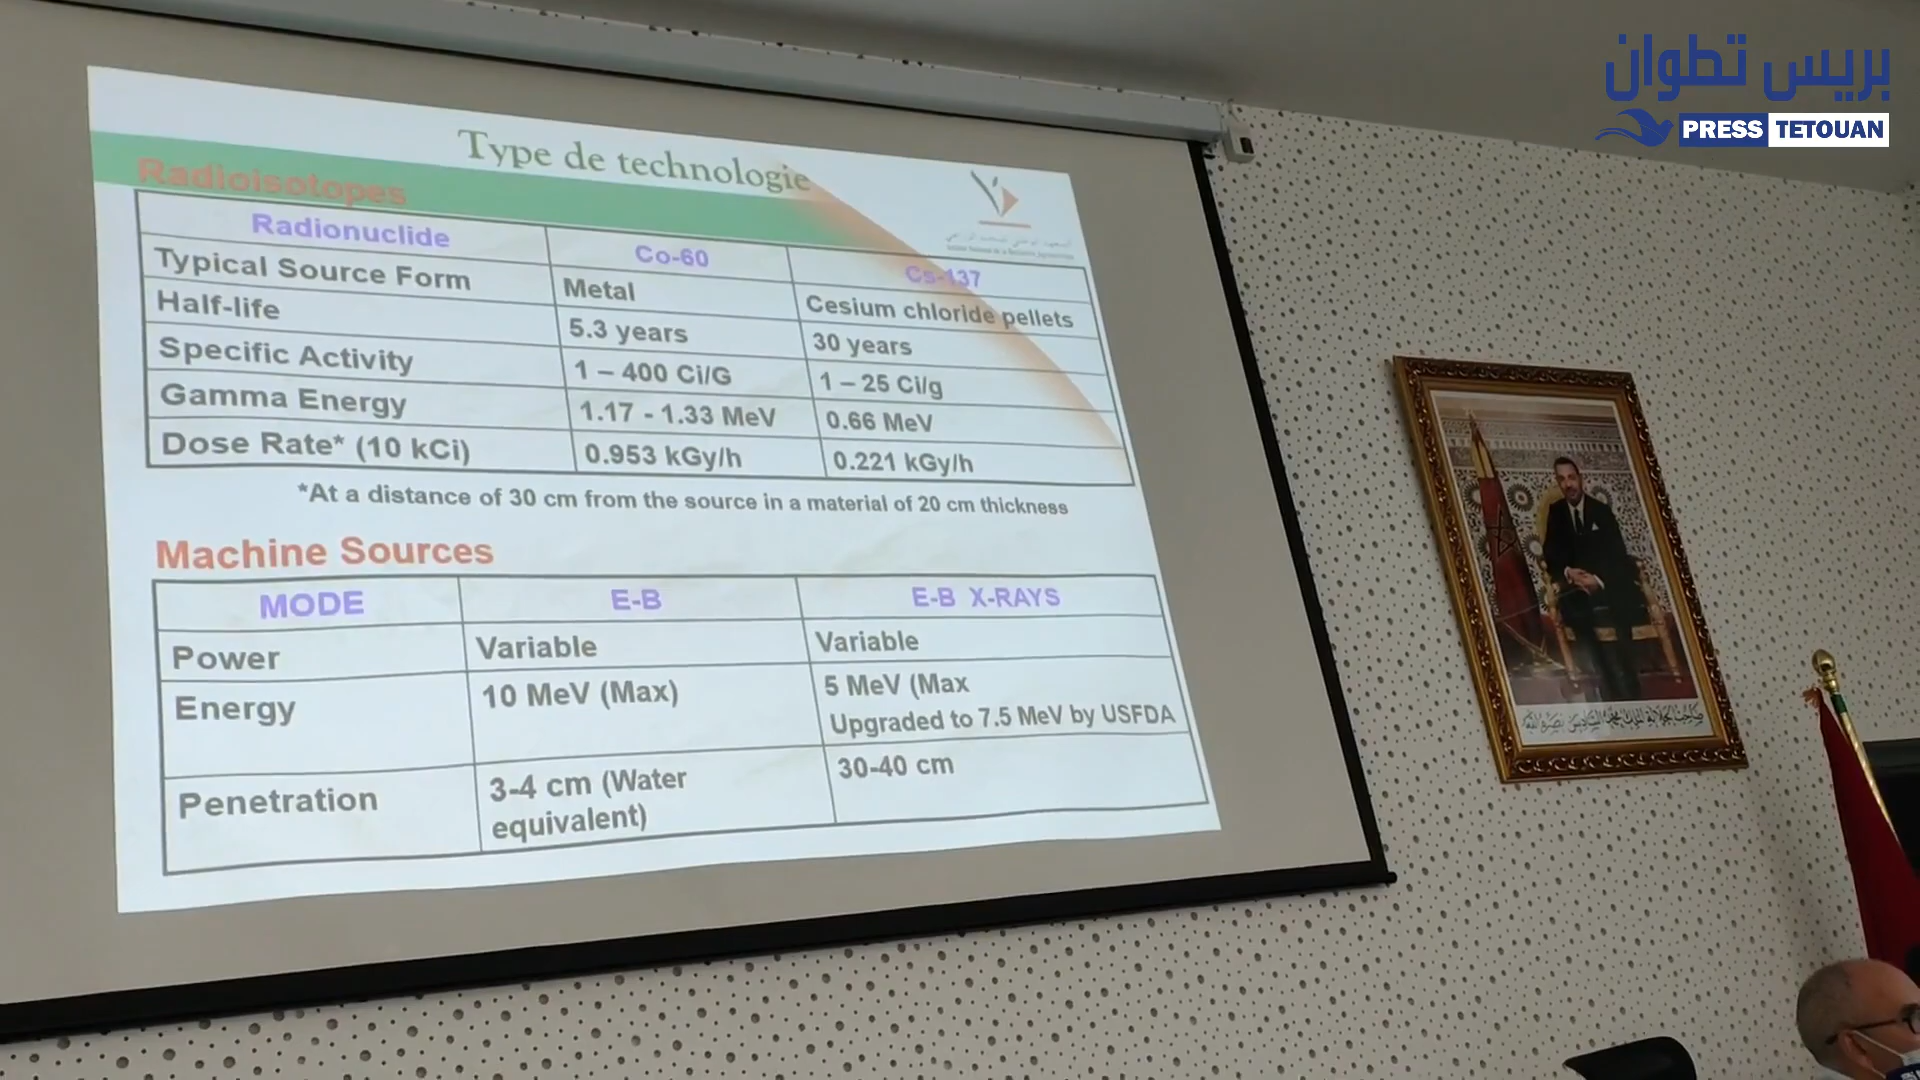 بريس تطوان
PRESS TETOUAN
Type de technologie
Radioisotopes
Radionuclide Co-60 Cs-137
Typical Source Form Metal Cesium chloride pellets
Half-life 5.3 years 30 years
Specific Activity 1 – 400 Ci/G 1 – 25 Ci/g
Gamma Energy 1.17 - 1.33 MeV 0.66 MeV
Dose Rate* (10 kCi) 0.953 kGy/h 0.221 kGy/h
*At a distance of 30 cm from the source in a material of 20 cm thickness
Machine Sources
MODE E-B E-B X-RAYS
Power Variable Variable
Energy 10 MeV (Max) 5 MeV (Max
Upgraded to 7.5 MeV by USFDA
Penetration 3-4 cm (Water 30-40 cm
equivalent)